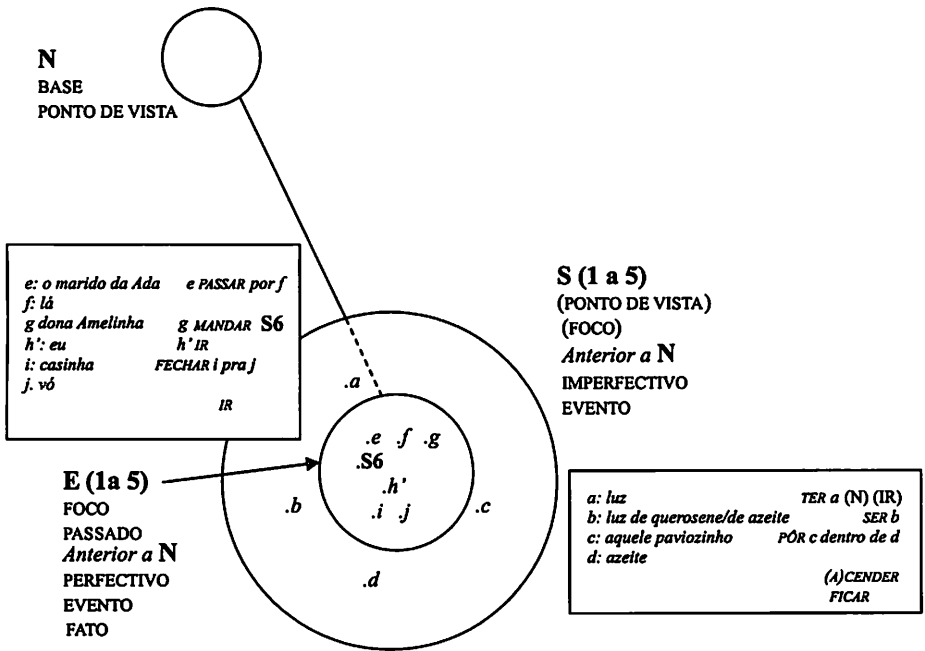 N
BASE
PONTO DE VISTA
e: o marido da Ada e PASSAR por f
f: lá
g dona Amelinha g MANDAR S6
h': eu h' IR
i: casinha FECHAR i pra j
j. vó
IR
S (1 a 5)
(PONTO DE VISTA)
(FOCO)
Anterior a N
IMPERFECTIVO
EVENTO
.a
.e .f .g
.S6
.h'
.i .j
.b
.c
.d
E (1a 5)
FOCO
PASSADO
Anterior a N
PERFECTIVO
EVENTO
FATO
a: luz TER a (N) (IR)
b: luz de querosene/de azeite SER b
c: aquele paviozinho PÔR c dentro de d
d: azeite
(A)CENDER
FICAR